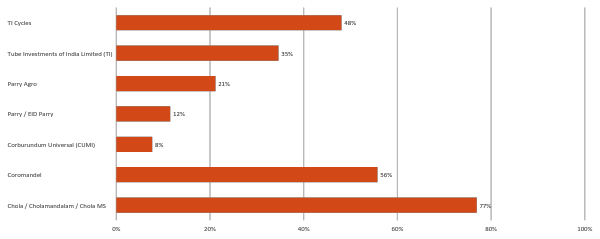 TI Cycles 48%
Tube Investments of India Limited (TI) 35%
Parry Agro 21%
Parry / EID Parry 12%
Corburundum Universal (CUMI) 8%
Coromandel 56%
Chola / Cholamandalam / Chola MS 77%
0% 20% 40% 60% 80% 100%